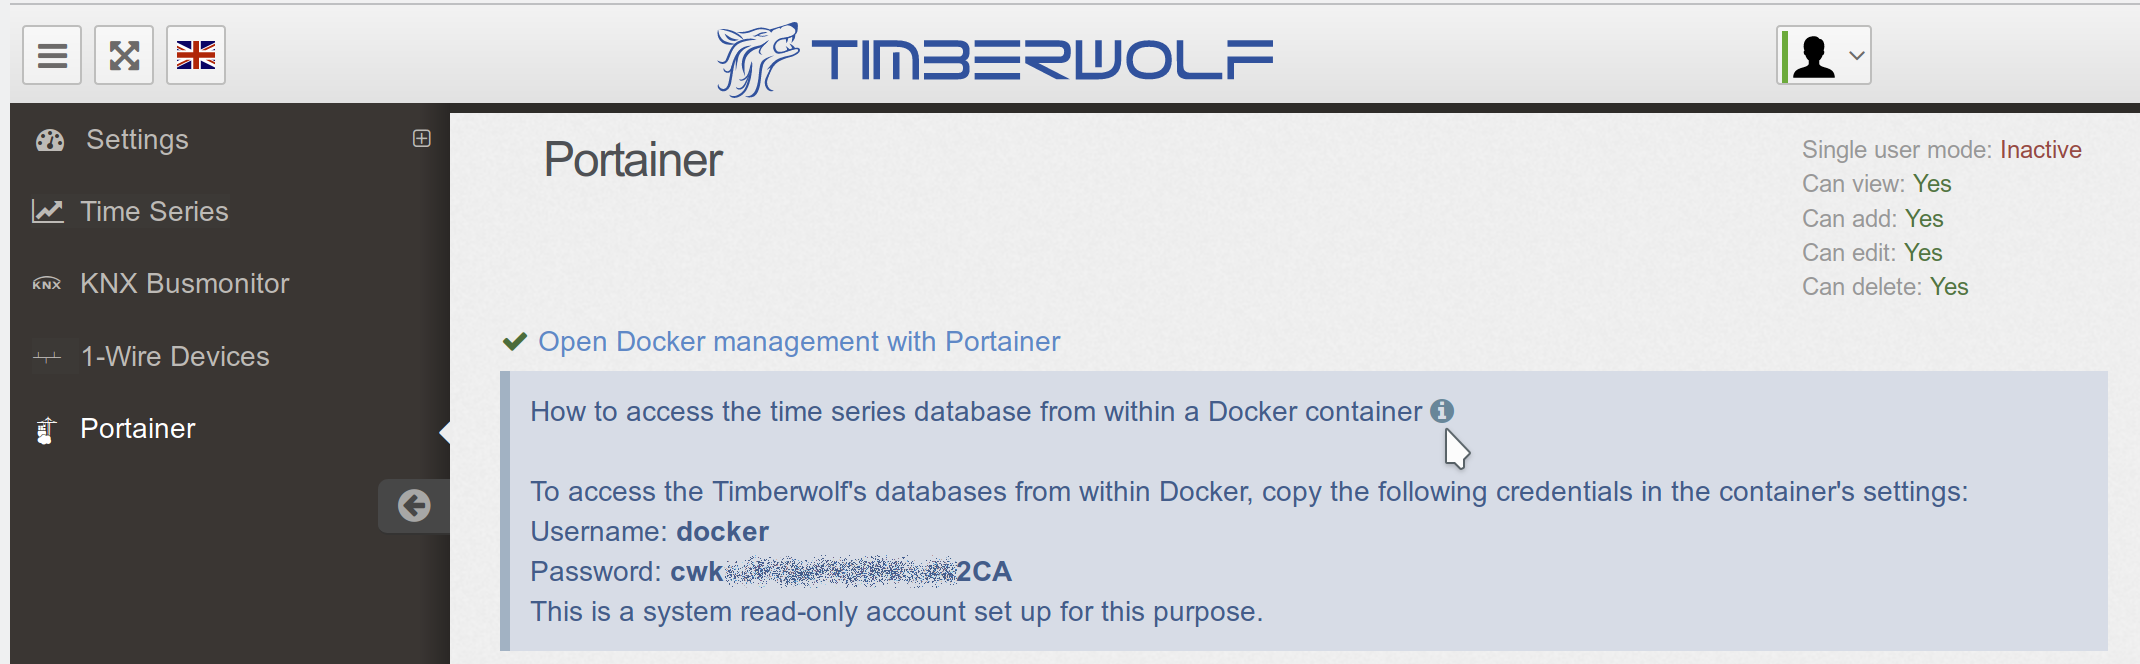 TIMBERWOLF
Settings
Time Series
KNX KNX Busmonitor
1-Wire Devices
Portainer
Portainer
Single user mode: Inactive
Can view: Yes
Can add: Yes
Can edit: Yes
Can delete: Yes
Open Docker management with Portainer
How to access the time series database from within a Docker container
To access the Timberwolf's databases from within Docker, copy the following credentials in the container's settings:
Username: docker
Password: cwk 2CA
This is a system read-only account set up for this purpose.